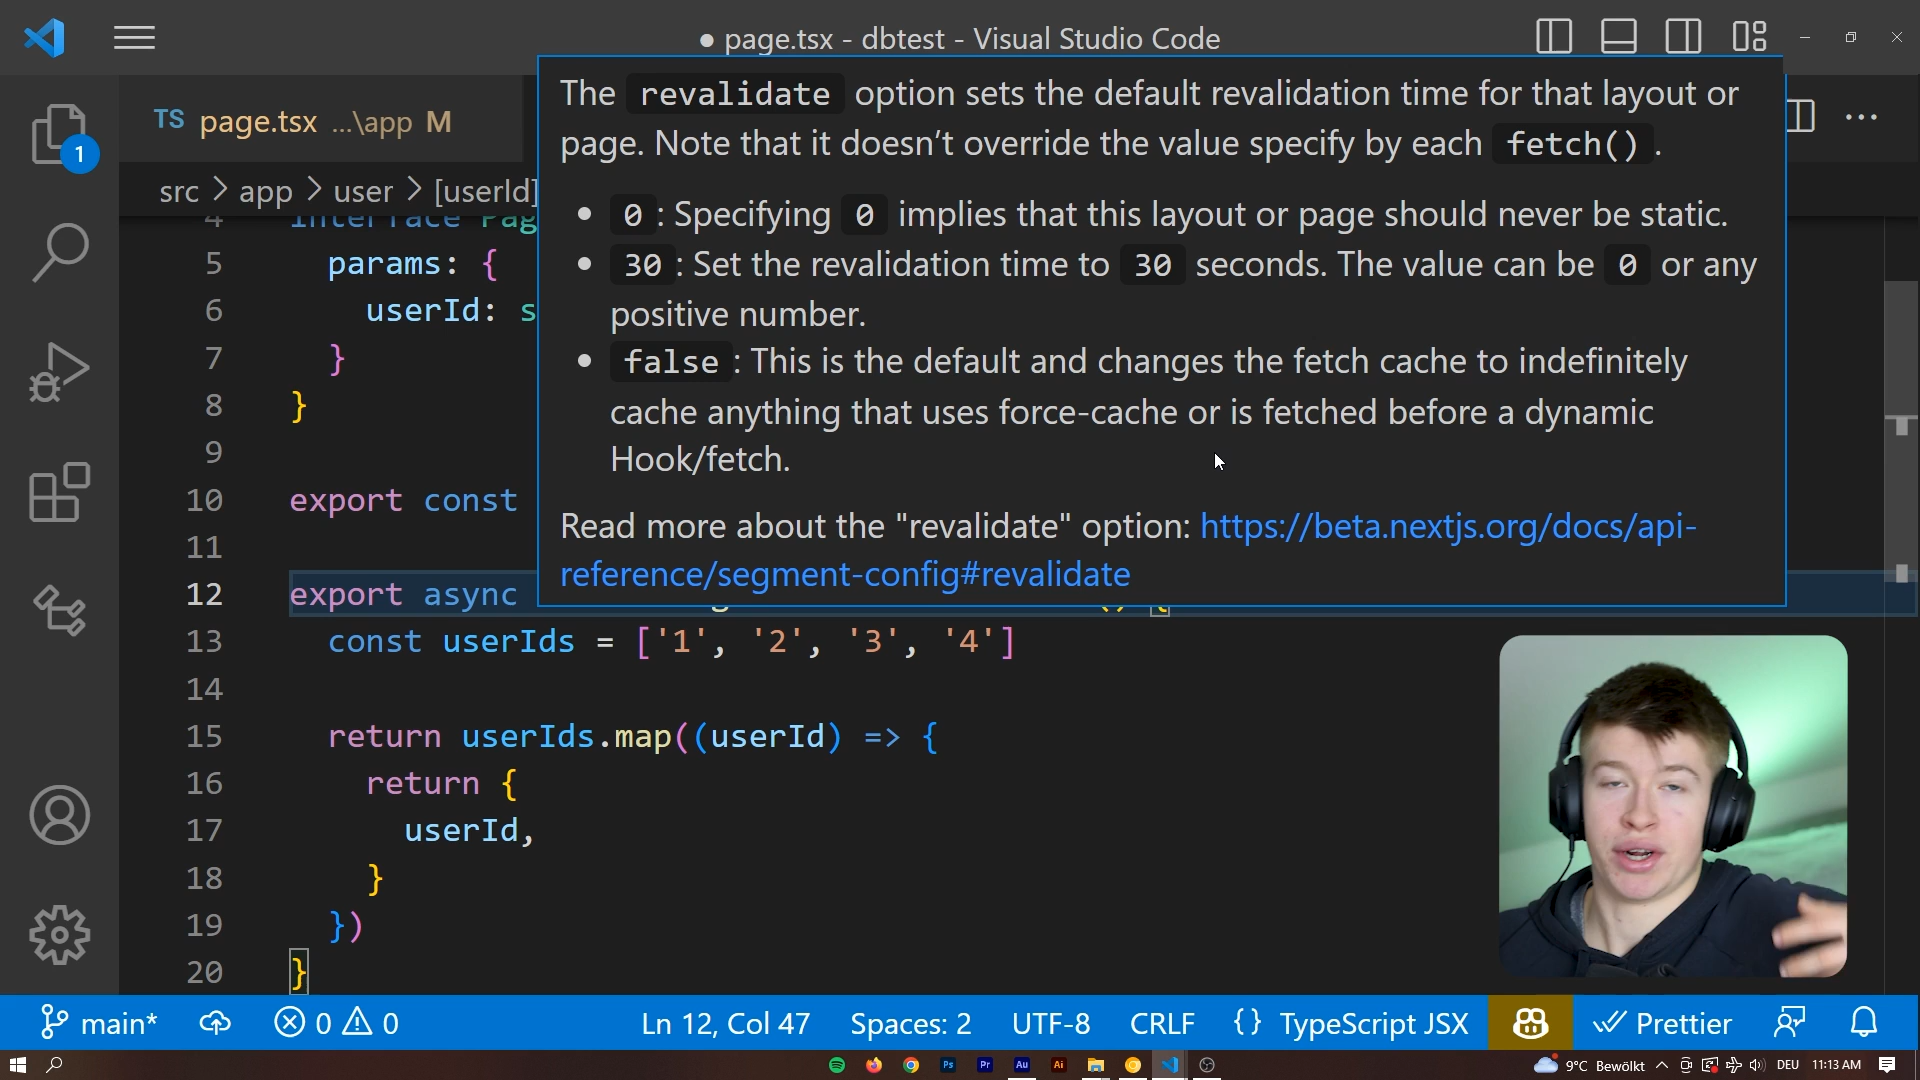 ● page.tsx - dbtest - Visual Studio Code
TS page.tsx ...\app M
src > app > user > [userId]
The revalidate option sets the default revalidation time for that layout or
page. Note that it doesn’t override the value specify by each fetch() .
0 : Specifying 0 implies that this layout or page should never be static.
30 : Set the revalidation time to 30 seconds. The value can be 0 or any
positive number.
false : This is the default and changes the fetch cache to indefinitely
cache anything that uses force-cache or is fetched before a dynamic
Hook/fetch.
Read more about the "revalidate" option: https://beta.nextjs.org/docs/api-
reference/segment-config#revalidate
1
4 interface Pag
5 params: {
6 userId: s
7 }
8 }
9
10 export const
11
12 export async
13 const userIds = ['1', '2', '3', '4']
14
15 return userIds.map((userId) => {
16 return {
17 userId,
18 }
19 })
20 }
main* 0 0 Ln 12, Col 47 Spaces: 2 UTF-8 CRLF {} TypeScript JSX Prettier
Ps Pr Au Ai 9°C Bewölkt DEU 11:13 AM